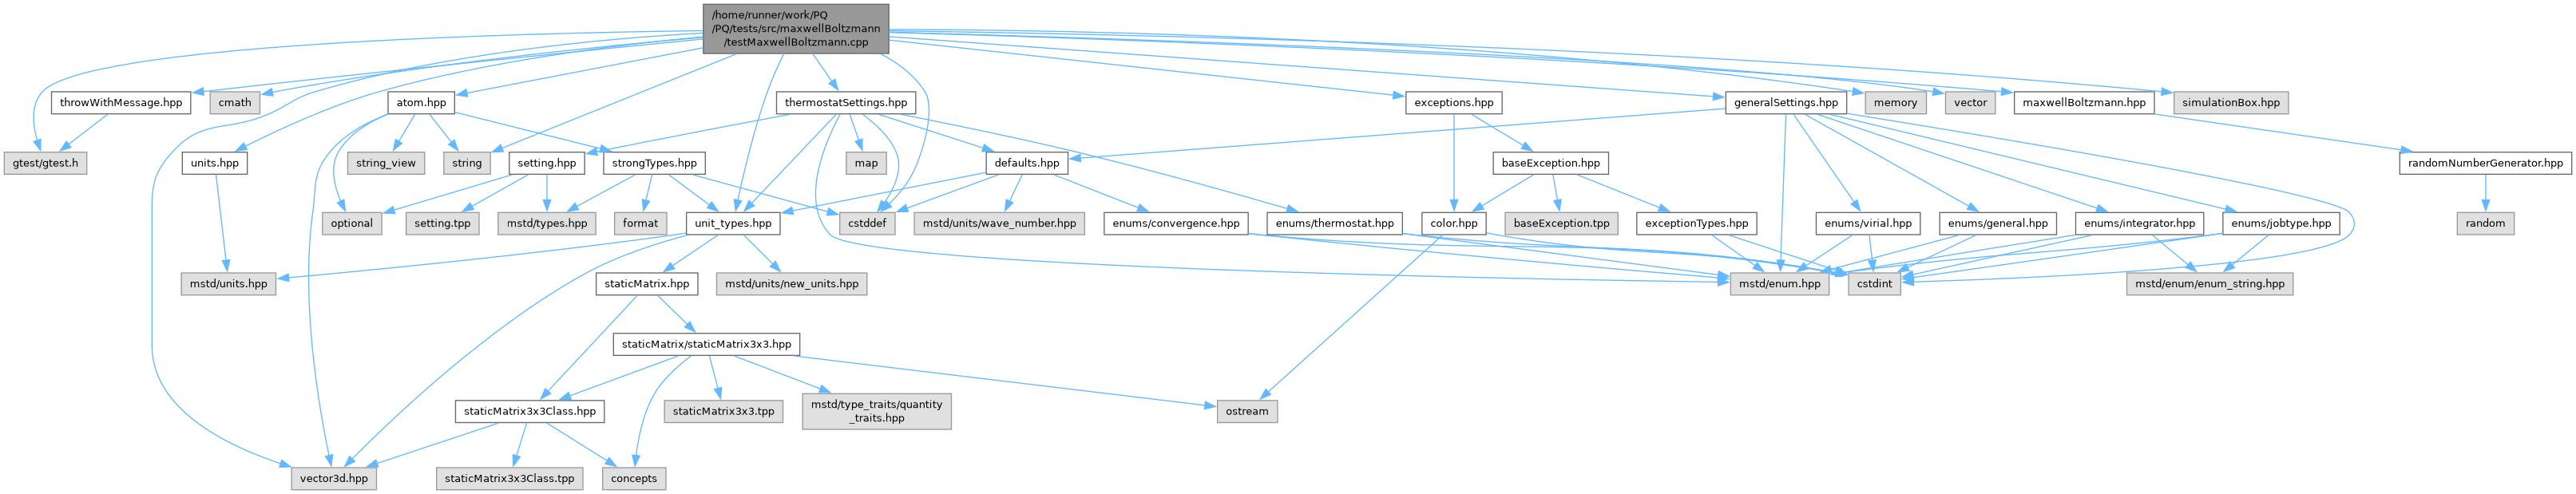 /home/runner/work/PQ
/PQ/tests/src/maxwellBoltzmann
/testMaxwellBoltzmann.cpp
throwWithMessage.hpp
cmath
atom.hpp
thermostatSettings.hpp
exceptions.hpp
generalSettings.hpp
memory
vector
maxwellBoltzmann.hpp
simulationBox.hpp
gtest/gtest.h
units.hpp
string_view
string
setting.hpp
strongTypes.hpp
map
defaults.hpp
baseException.hpp
randomNumberGenerator.hpp
optional
setting.tpp
mstd/types.hpp
format
unit_types.hpp
cstddef
mstd/units/wave_number.hpp
enums/convergence.hpp
enums/thermostat.hpp
color.hpp
baseException.tpp
exceptionTypes.hpp
enums/virial.hpp
enums/general.hpp
enums/integrator.hpp
enums/jobtype.hpp
random
mstd/units.hpp
staticMatrix.hpp
mstd/units/new_units.hpp
mstd/enum.hpp
cstdint
mstd/enum/enum_string.hpp
staticMatrix/staticMatrix3x3.hpp
staticMatrix3x3Class.hpp
staticMatrix3x3.tpp
mstd/type_traits/quantity
_traits.hpp
ostream
vector3d.hpp
staticMatrix3x3Class.tpp
concepts